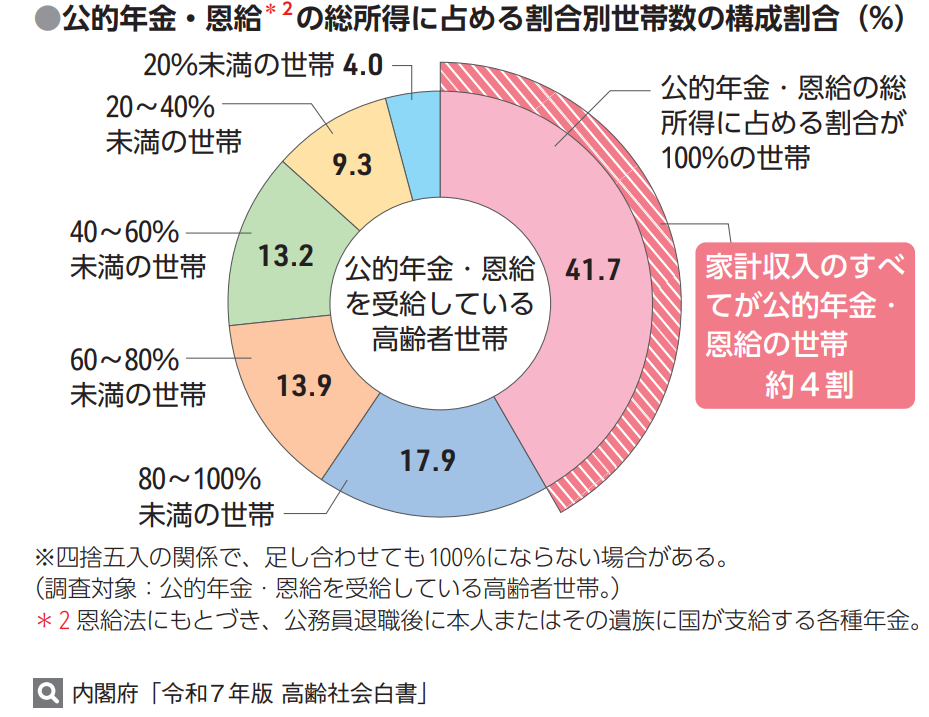 ●公的年金・恩給＊2の総所得に占める割合別世帯数の構成割合（%）
20%未満の世帯 4.0
20〜40%
未満の世帯
9.3
40〜60%
未満の世帯
13.2
60〜80%
未満の世帯
13.9
80〜100%
未満の世帯
17.9
公的年金・恩給
を受給している
高齢者世帯
41.7
公的年金・恩給の総
所得に占める割合が
100%の世帯
家計収入のすべ
てが公的年金・
恩給の世帯
約４割
※四捨五入の関係で、足し合わせても100%にならない場合がある。
（調査対象：公的年金・恩給を受給している高齢者世帯。）
＊2 恩給法にもとづき、公務員退職後に本人またはその遺族に国が支給する各種年金。
内閣府「令和７年版 高齢社会白書」